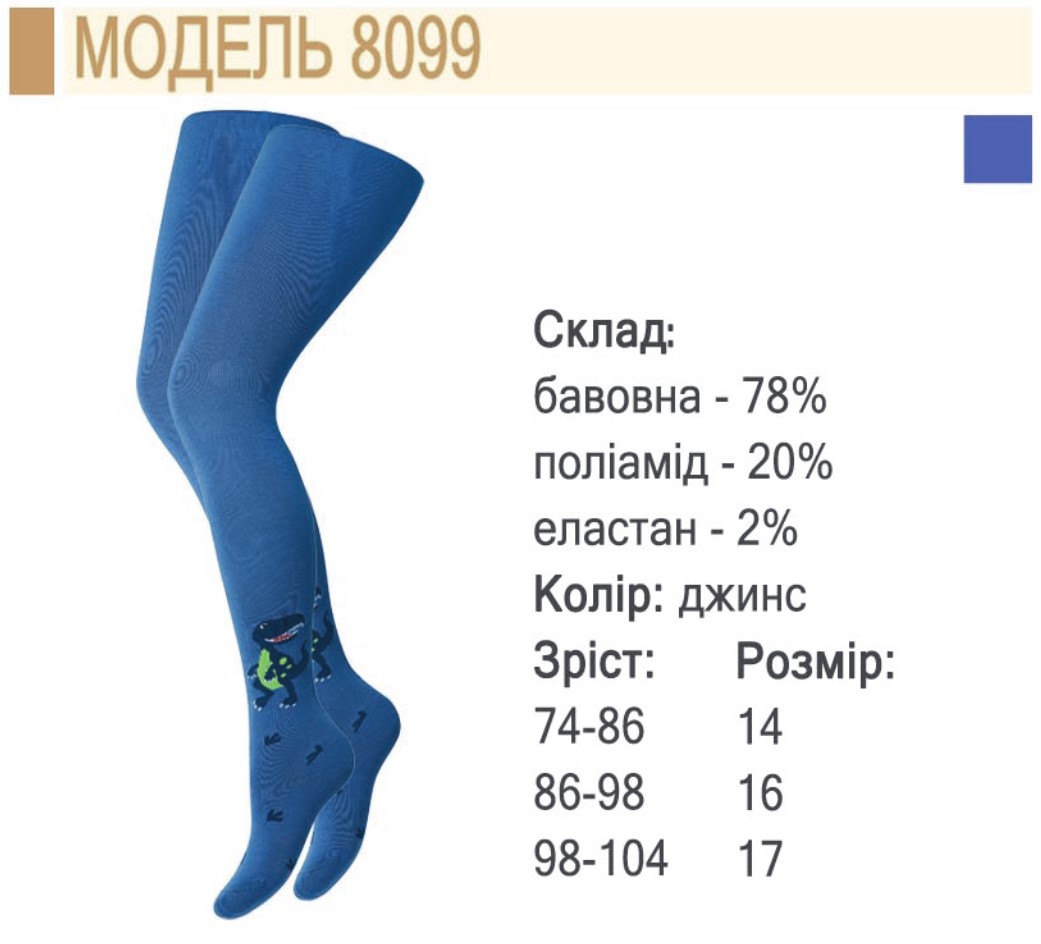 МОДЕЛЬ 8099
Склад:
бавовна - 78%
поліамід - 20%
еластан - 2%
Колір: джинс
Зріст: Розмір:
74-86 14
86-98 16
98-104 17